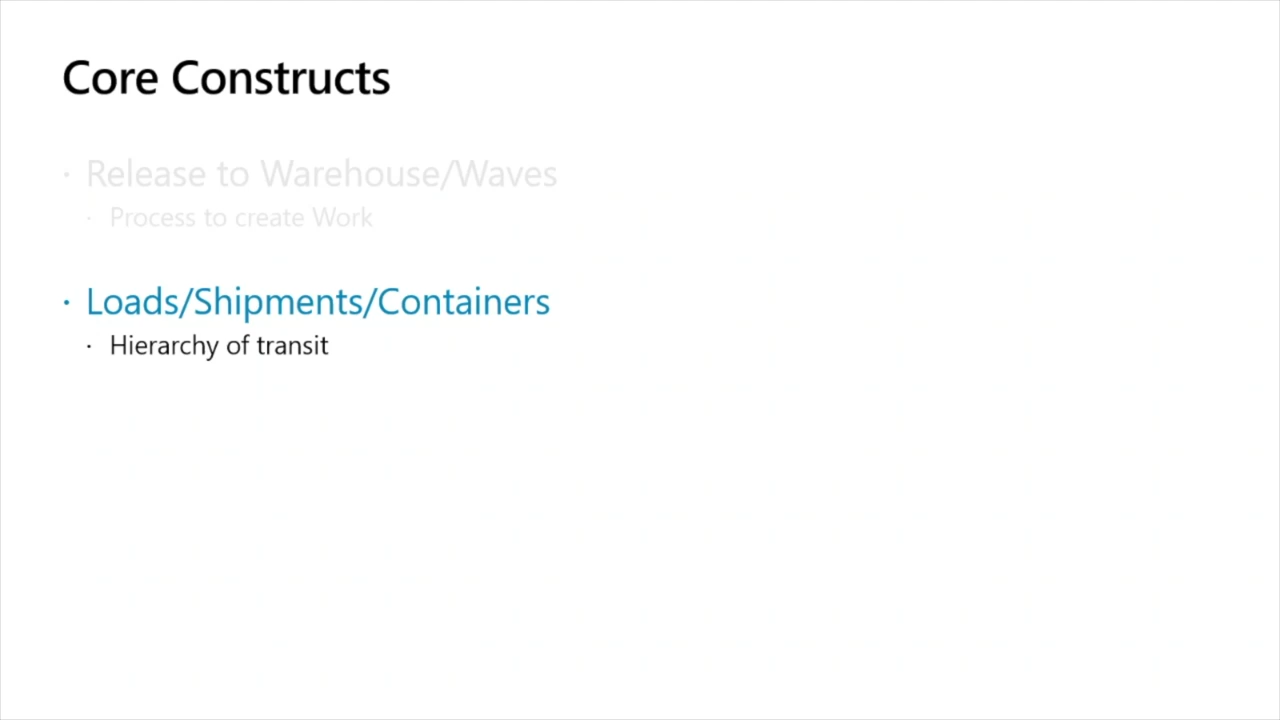 Core Constructs
· Release to Warehouse/Waves
· Process to create Work
· Loads/Shipments/Containers
· Hierarchy of transit